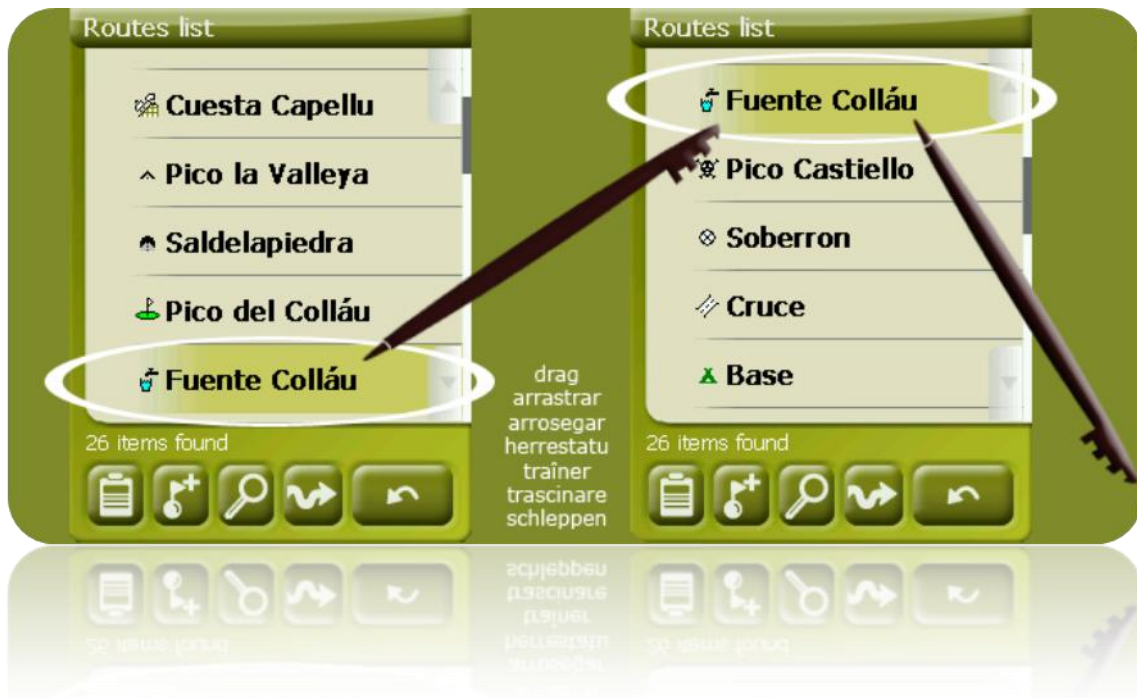 Routes list
Cuesta Capellu
Pico la Valleya
Saldelapiedra
Pico del Colláu
Fuente Colláu
26 items found
drag
arrastrar
arrosegar
herrestatu
traîner
trascinare
schleppen
Routes list
Fuente Colláu
Pico Castiello
Soberron
Cruce
Base
26 items found